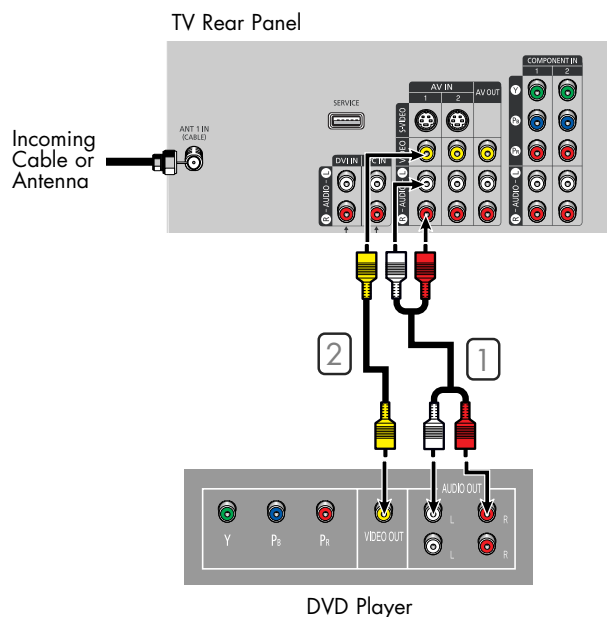 TV Rear Panel
COMPONENT IN
1 2
AV IN
1 2
AV OUT
SERVICE
S-VIDEO
Y
PB
PR
ANT 1 IN
(CABLE)
Incoming
Cable or
Antenna
VIDEO
DVI IN
C IN
R - AUDIO - L
R - AUDIO - L
R - AUDIO - L
2
1
AUDIO OUT
Y
PB
PR
VIDEO OUT
L R
L R
DVD Player